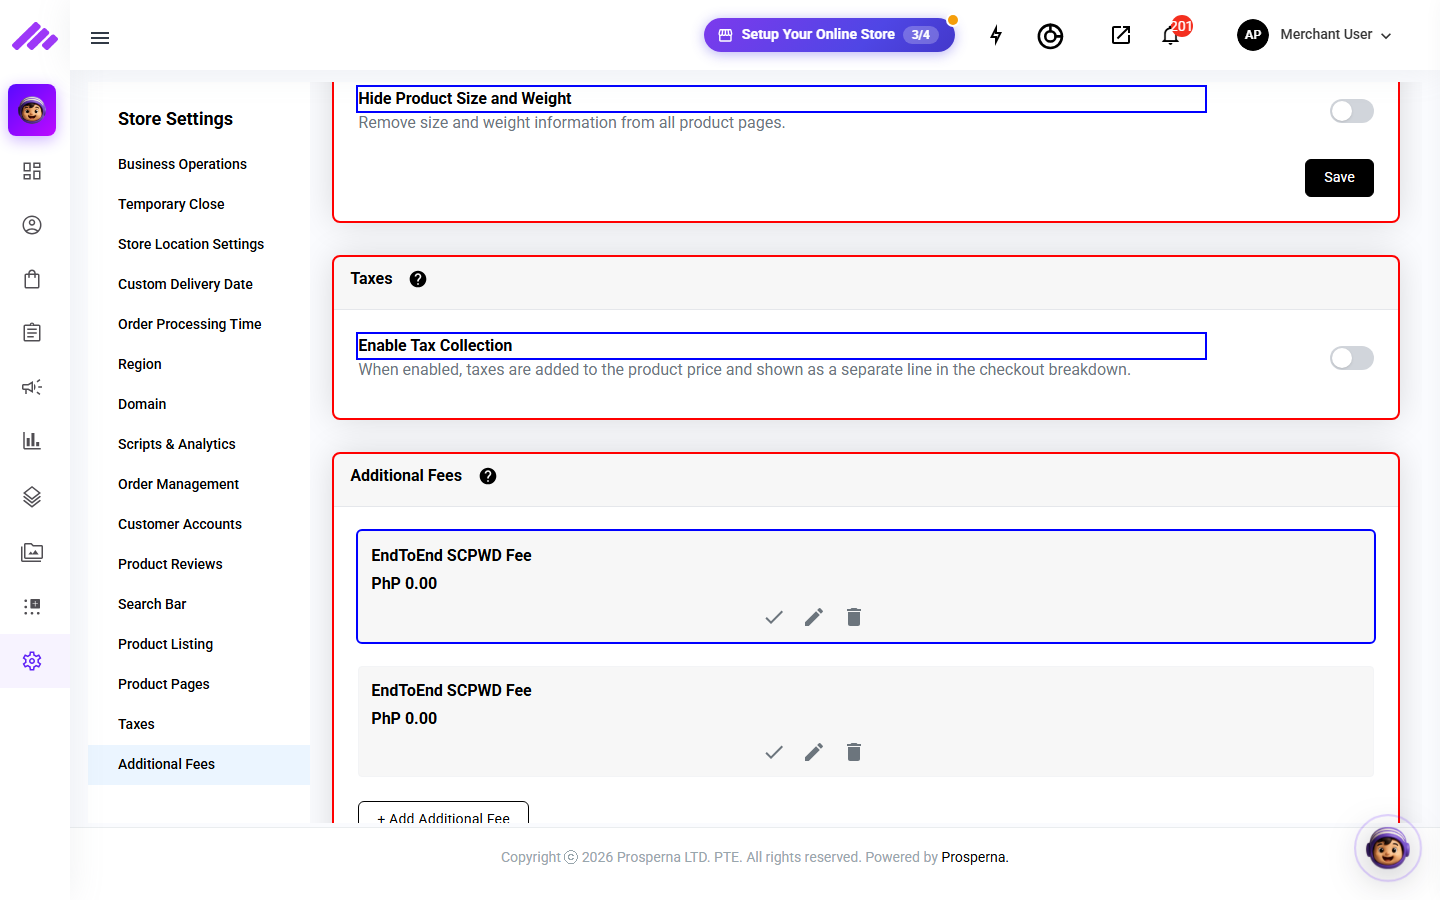 Setup Your Online Store 3/4
201
AP Merchant User
Store Settings
Business Operations
Temporary Close
Store Location Settings
Custom Delivery Date
Order Processing Time
Region
Domain
Scripts & Analytics
Order Management
Customer Accounts
Product Reviews
Search Bar
Product Listing
Product Pages
Taxes
Additional Fees
Hide Product Size and Weight
Remove size and weight information from all product pages.
Save
Taxes ?
Enable Tax Collection
When enabled, taxes are added to the product price and shown as a separate line in the checkout breakdown.
Additional Fees ?
EndToEnd SCPWD Fee
PhP 0.00
EndToEnd SCPWD Fee
PhP 0.00
+ Add Additional Fee
Copyright © 2026 Prosperna LTD. PTE. All rights reserved. Powered by Prosperna.